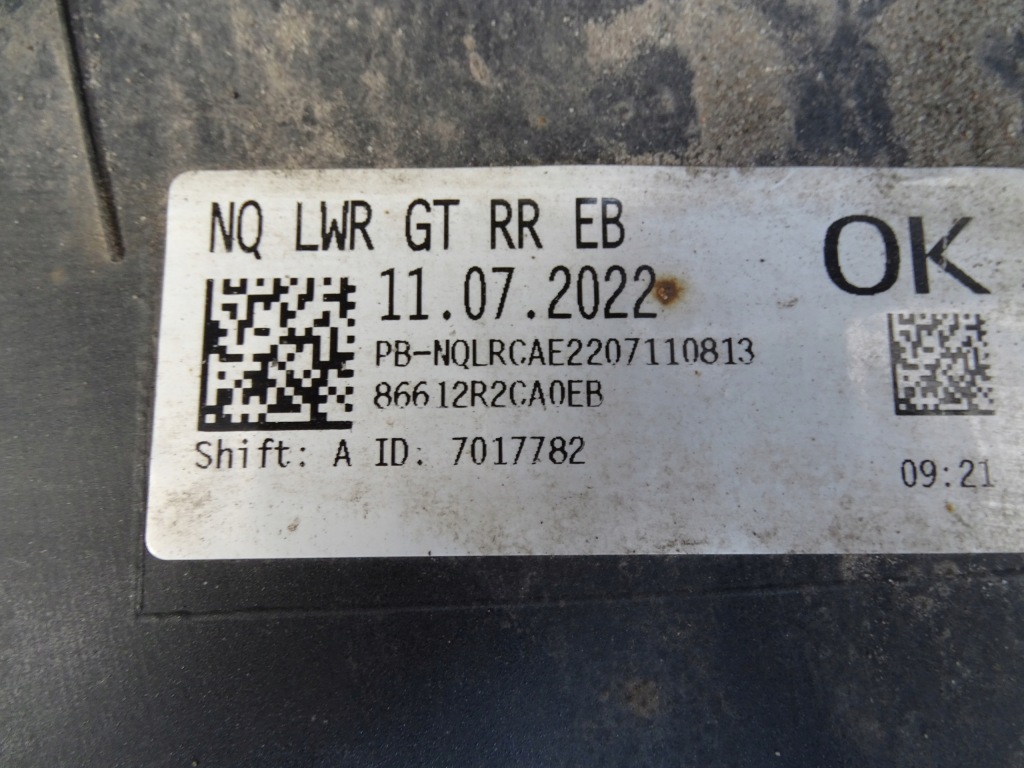 NQ LWR GT RR EB
OK
11.07.2022
PB-NQLRCAE2207110813
86612R2CA0EB
Shift: A ID: 7017782
09:21